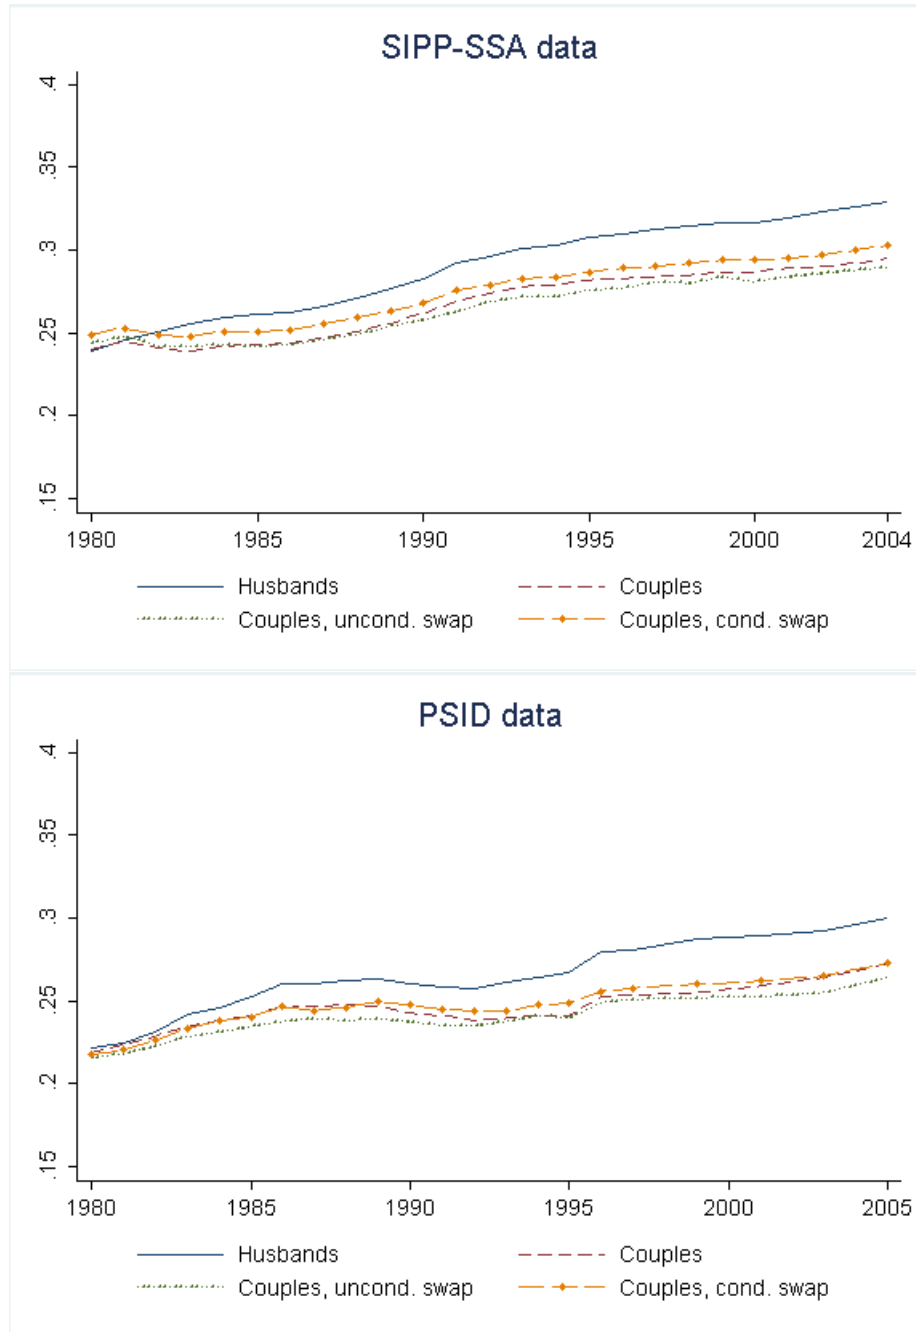 SIPP-SSA data
.4
.35
.3
.25
.2
.15
1980 1985 1990 1995 2000 2004
Husbands Couples
Couples, uncond. swap Couples, cond. swap
PSID data
.4
.35
.3
.25
.2
.15
1980 1985 1990 1995 2000 2005
Husbands Couples
Couples, uncond. swap Couples, cond. swap